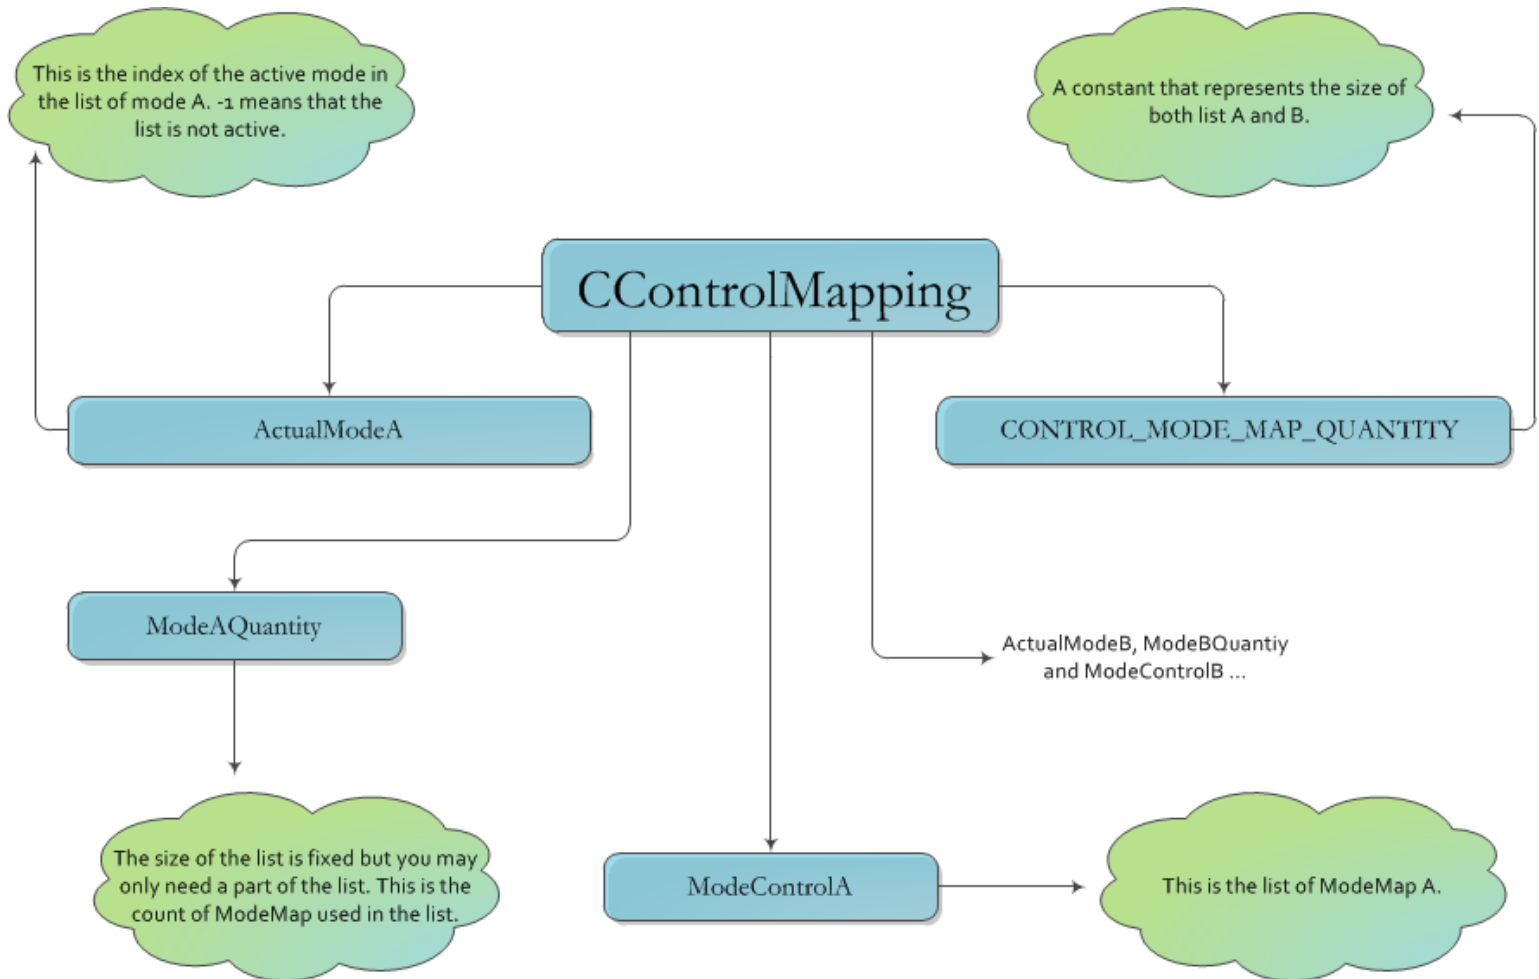 This is the index of the active mode in
the list of mode A. -1 means that the
list is not active.
A constant that represents the size of
both list A and B.
CControlMapping
ActualModeA
CONTROL_MODE_MAP_QUANTITY
ModeAQuantity
ActualModeB, ModeBQuantiy
and ModeControlB ...
The size of the list is fixed but you may
only need a part of the list. This is the
count of ModeMap used in the list.
ModeControlA
This is the list of ModeMap A.